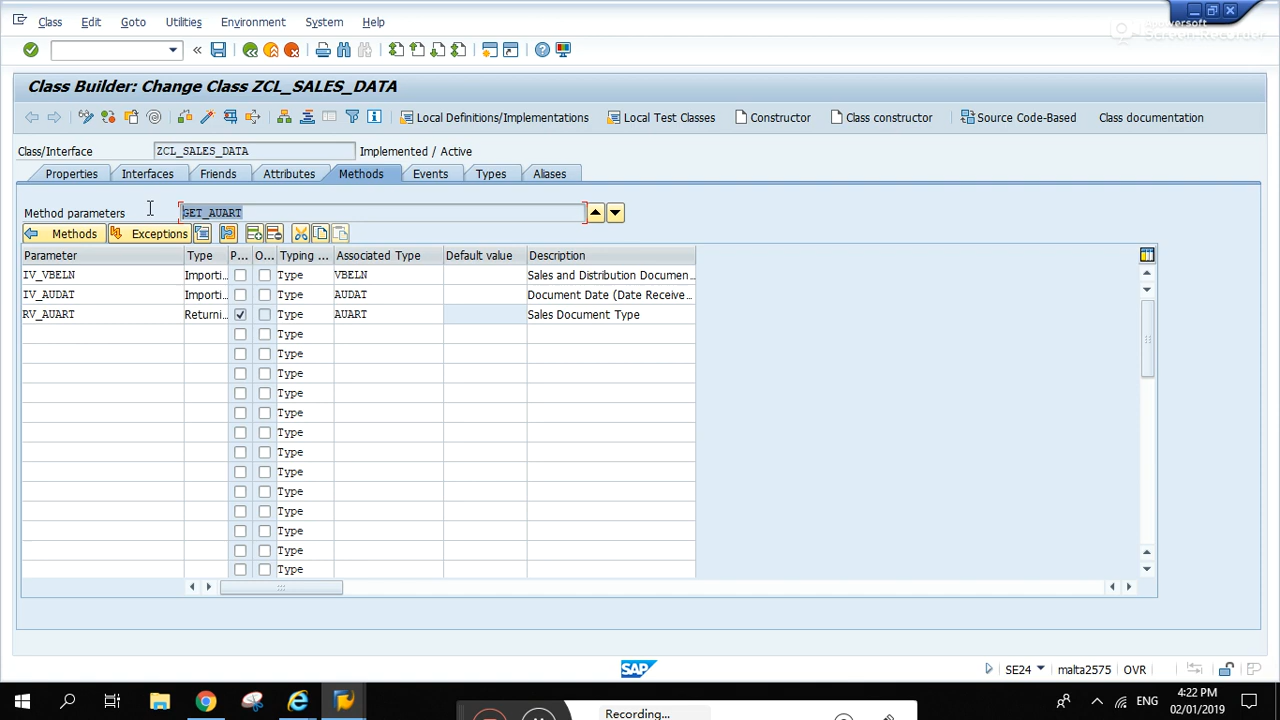 Class Edit Goto Utilities Environment System Help
Class Builder: Change Class ZCL_SALES_DATA
Local Definitions/Implementations Local Test Classes Constructor Class constructor Source Code-Based Class documentation
Class/Interface ZCL_SALES_DATA Implemented / Active
Properties Interfaces Friends Attributes Methods Events Types Aliases
Method parameters GET_AUART
Methods Exceptions
Parameter Type P... O... Typing ... Associated Type Default value Description
IV_VBELN Importi... Type VBELN Sales and Distribution Documen...
IV_AUDAT Importi... Type AUDAT Document Date (Date Receive...
RV_AUART Returni... Type AUART Sales Document Type
Type
Type
Type
Type
Type
Type
Type
Type
Type
Type
Type
Type
Type
SAP SE24 malta2575 OVR
ENG 4:22 PM
02/01/2019
Recording...
Screen Recorder